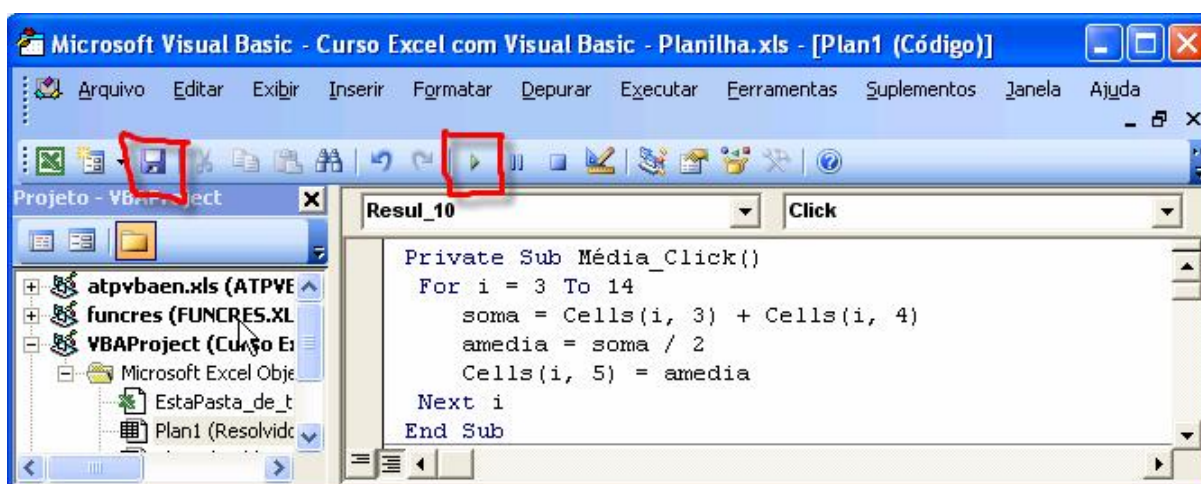 Microsoft Visual Basic - Curso Excel com Visual Basic - Planilha.xls - [Plan1 (Código)]
Arquivo Editar Exibir Inserir Formatar Depurar Executar Ferramentas Suplementos Janela Ajuda
Projeto - VBAProject
Resul_10 Click
atpvbaen.xls (ATPVE
funcres (FUNCRES.XL
VBAProject (Curso Ex
Microsoft Excel Obje
EstaPasta_de_t
Plan1 (Resolvido
Private Sub Média_Click()
For i = 3 To 14
soma = Cells(i, 3) + Cells(i, 4)
amedia = soma / 2
Cells(i, 5) = amedia
Next i
End Sub